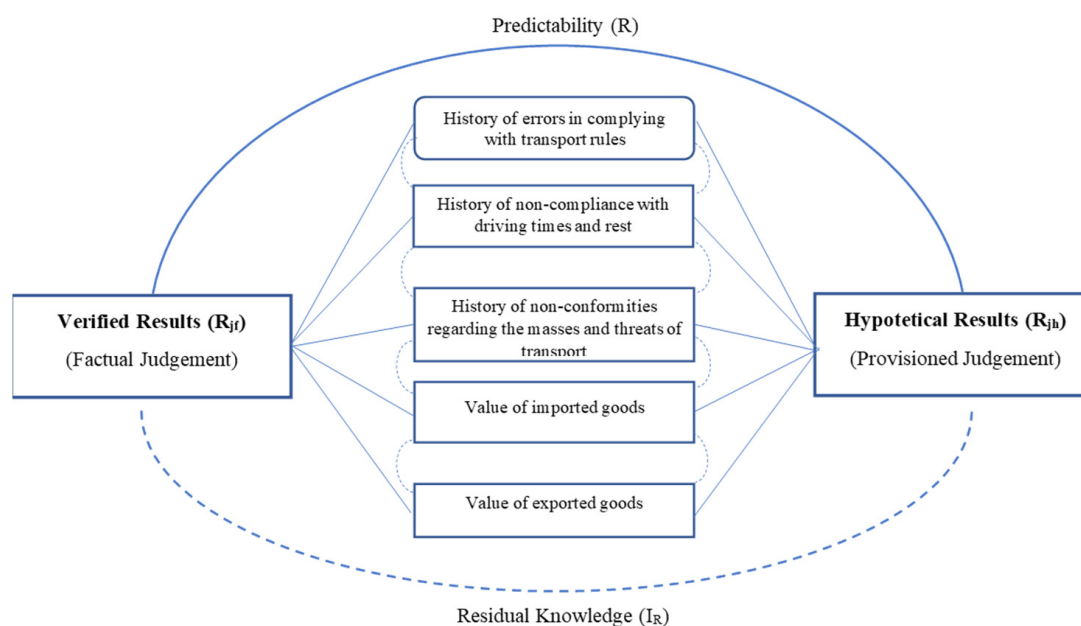 Predictability (R)
History of errors in complying
with transport rules
History of non-compliance with
driving times and rest
History of non-conformities
regarding the masses and threats of
transport
Verified Results (Rjf)
(Factual Judgement)
Hypotetical Results (Rjh)
(Provisioned Judgement)
Value of imported goods
Value of exported goods
Residual Knowledge (IR)